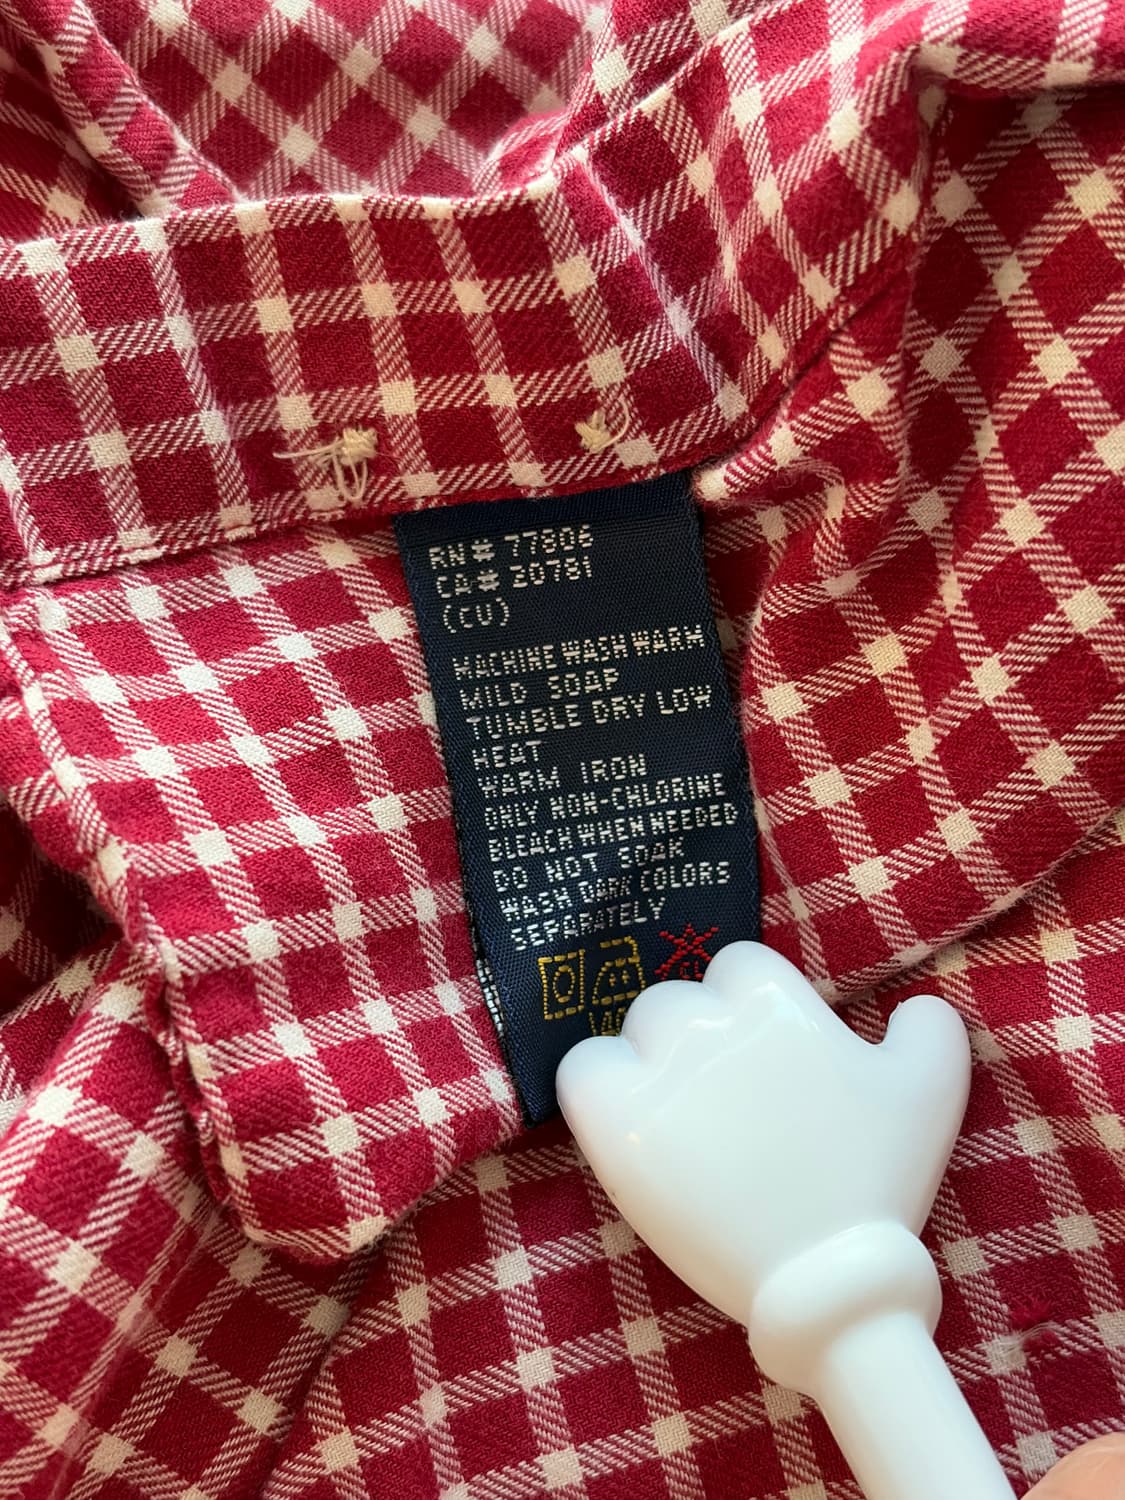 RN# 77806
CA# 20781
(CU)
MACHINE WASH WARM
MILD SOAP
TUMBLE DRY LOW
HEAT
WARM IRON
ONLY NON-CHLORINE
BLEACH WHEN NEEDED
DO NOT SOAK
WASH DARK COLORS
SEPARATELY
CL